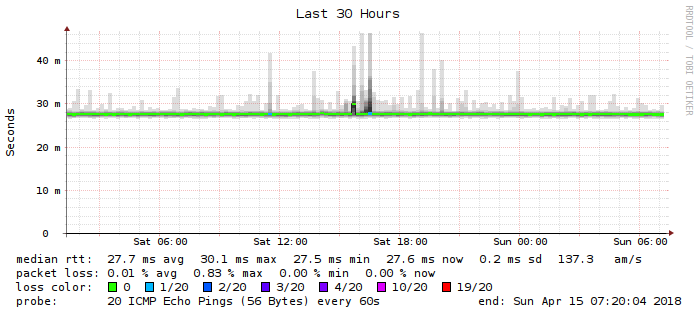 Last 30 Hours
RRDTOOL / TOBI OETIKER
Seconds
40 m
30 m
20 m
10 m
0
Sat 06:00 Sat 12:00 Sat 18:00 Sun 00:00 Sun 06:00
median rtt: 27.7 ms avg 30.1 ms max 27.5 ms min 27.6 ms now 0.2 ms sd 137.3 am/s
packet loss: 0.01 % avg 0.83 % max 0.00 % min 0.00 % now
loss color: 0 1/20 2/20 3/20 4/20 10/20 19/20
probe: 20 ICMP Echo Pings (56 Bytes) every 60s end: Sun Apr 15 07:20:04 2018